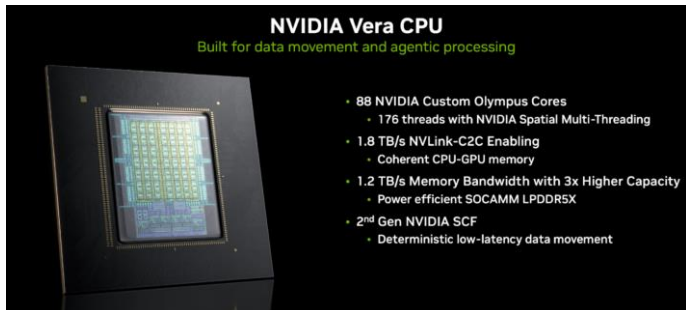 NVIDIA Vera CPU
Built for data movement and agentic processing
• 88 NVIDIA Custom Olympus Cores
• 176 threads with NVIDIA Spatial Multi-Threading
• 1.8 TB/s NVLink-C2C Enabling
• Coherent CPU-GPU memory
• 1.2 TB/s Memory Bandwidth with 3x Higher Capacity
• Power efficient SOCAMM LPDDR5X
• 2nd Gen NVIDIA SCF
• Deterministic low-latency data movement